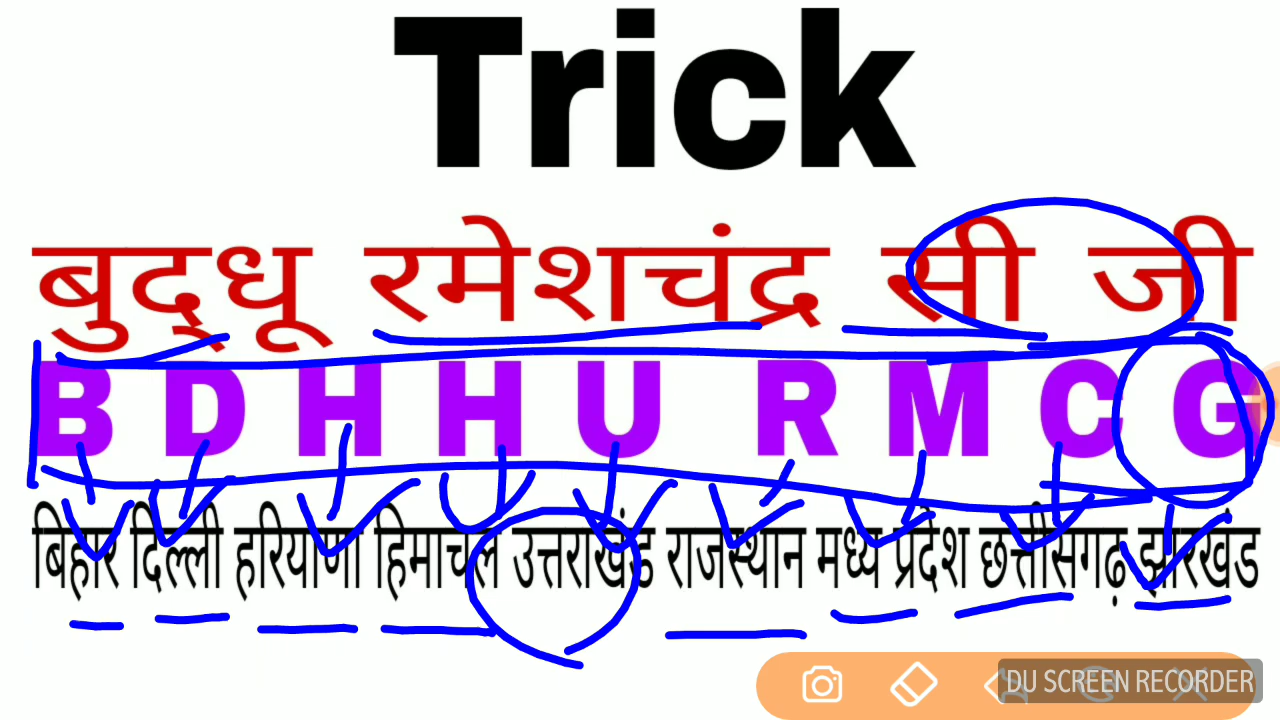 Trick
बुद्धू रमेशचंद्र सी जी
B D H H U R M C G
बिहार दिल्ली हरियाणा हिमाचल उत्तराखंड राजस्थान मध्य प्रदेश छत्तीसगढ़ झारखंड
DU SCREEN RECORDER